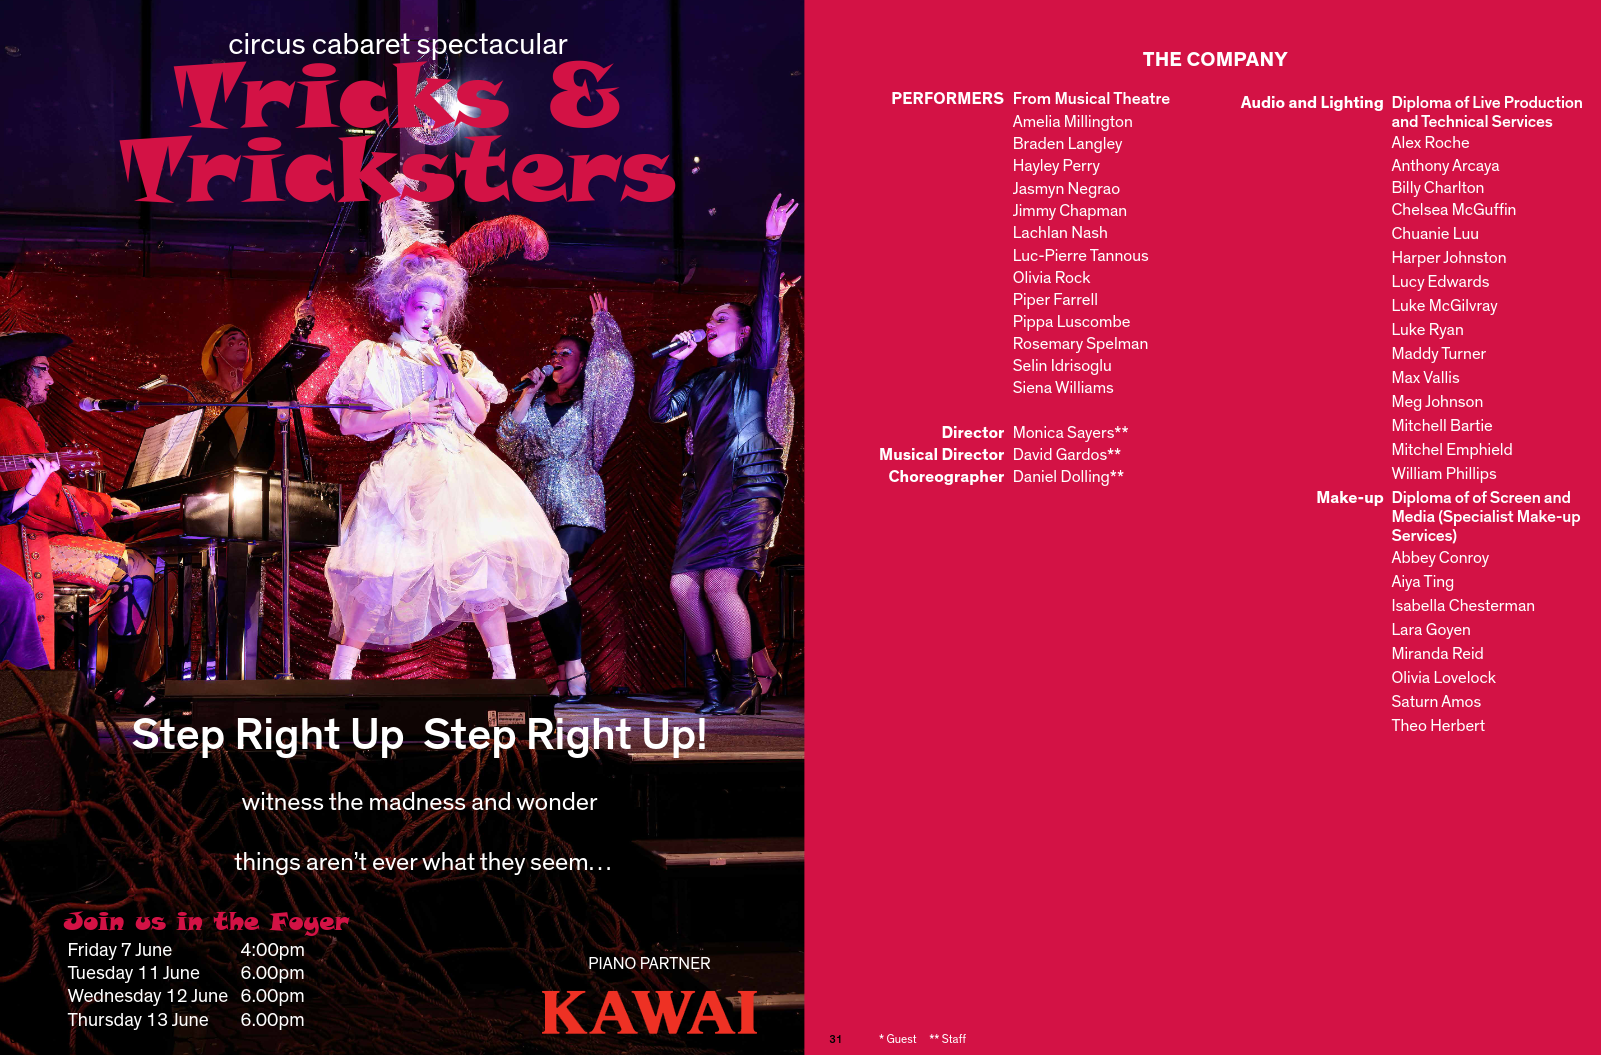 circus cabaret spectacular
Tricks &
Tricksters
Step Right Up  Step Right Up!
witness the madness and wonder
things aren’t ever what they seem…
Join us in the Foyer
Friday 7 June 4:00pm
Tuesday 11 June 6.00pm
Wednesday 12 June 6.00pm
Thursday 13 June 6.00pm
PIANO PARTNER
KAWAI
THE COMPANY
PERFORMERS From Musical Theatre
Amelia Millington
Braden Langley
Hayley Perry
Jasmyn Negrao
Jimmy Chapman
Lachlan Nash
Luc-Pierre Tannous
Olivia Rock
Piper Farrell
Pippa Luscombe
Rosemary Spelman
Selin Idrisoglu
Siena Williams
Director Monica Sayers**
Musical Director David Gardos**
Choreographer Daniel Dolling**
Audio and Lighting Diploma of Live Production
and Technical Services
Alex Roche
Anthony Arcaya
Billy Charlton
Chelsea McGuffin
Chuanie Luu
Harper Johnston
Lucy Edwards
Luke McGilvray
Luke Ryan
Maddy Turner
Max Vallis
Meg Johnson
Mitchell Bartie
Mitchel Emphield
William Phillips
Make-up Diploma of of Screen and
Media (Specialist Make-up
Services)
Abbey Conroy
Aiya Ting
Isabella Chesterman
Lara Goyen
Miranda Reid
Olivia Lovelock
Saturn Amos
Theo Herbert
31 * Guest ** Staff